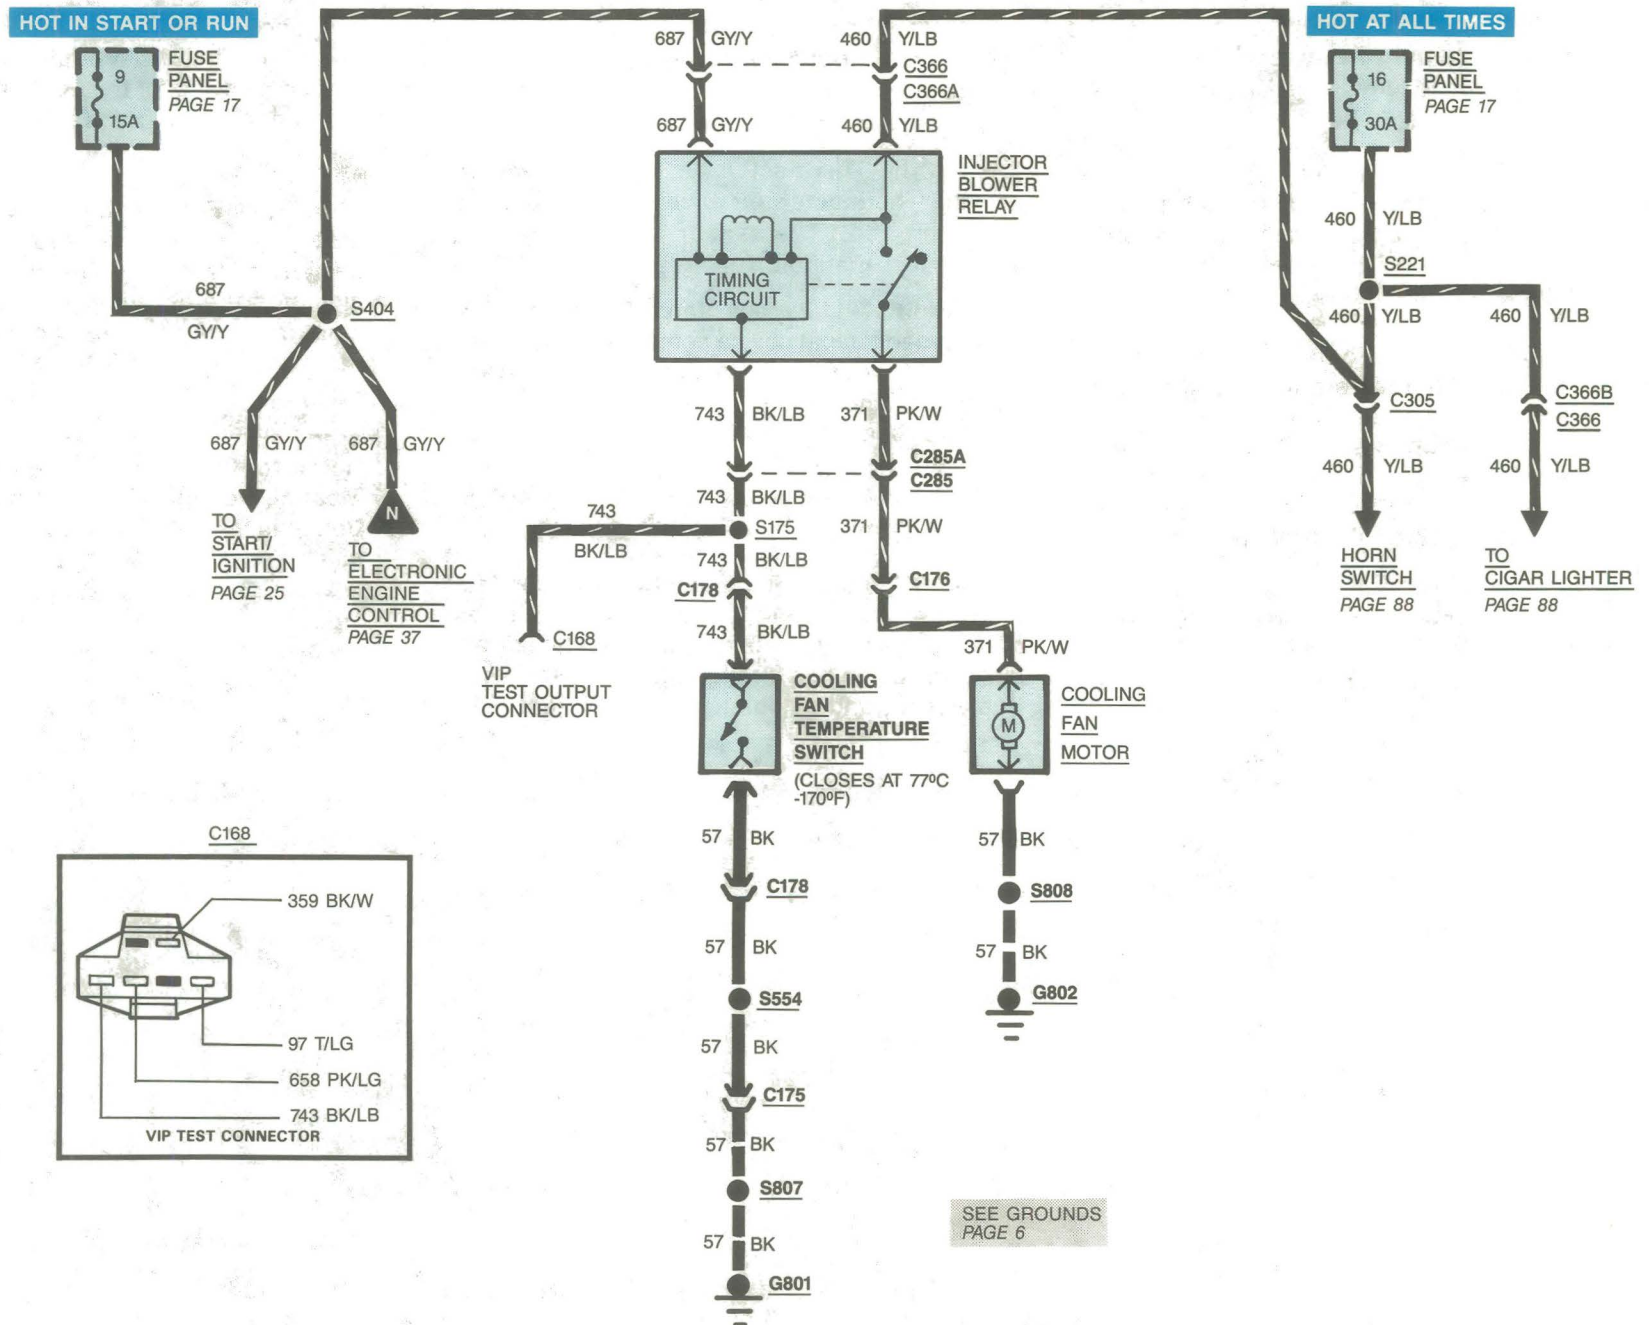 HOT IN START OR RUN
9
15A
FUSE
PANEL
PAGE 17
687
GY/Y
S404
687 GY/Y
687 GY/Y
TO
START/
IGNITION
PAGE 25
N
TO
ELECTRONIC
ENGINE
CONTROL
PAGE 37
687 GY/Y
460 Y/LB
C366
C366A
687 GY/Y
460 Y/LB
INJECTOR
BLOWER
RELAY
TIMING
CIRCUIT
743 BK/LB
371 PK/W
C285A
C285
743 BK/LB
S175
743
BK/LB
371 PK/W
743 BK/LB
C178
C176
743 BK/LB
C168
VIP
TEST OUTPUT
CONNECTOR
371 PK/W
COOLING
FAN
TEMPERATURE
SWITCH
(CLOSES AT 77ºC
-170ºF)
M
COOLING
FAN
MOTOR
57 BK
C178
57 BK
S554
57 BK
C175
57 BK
S807
57 BK
G801
57 BK
S808
57 BK
G802
HOT AT ALL TIMES
16
30A
FUSE
PANEL
PAGE 17
460 Y/LB
S221
460 Y/LB
460 Y/LB
C305
C366B
C366
460 Y/LB
460 Y/LB
HORN
SWITCH
PAGE 88
TO
CIGAR LIGHTER
PAGE 88
C168
359 BK/W
97 T/LG
658 PK/LG
743 BK/LB
VIP TEST CONNECTOR
SEE GROUNDS
PAGE 6